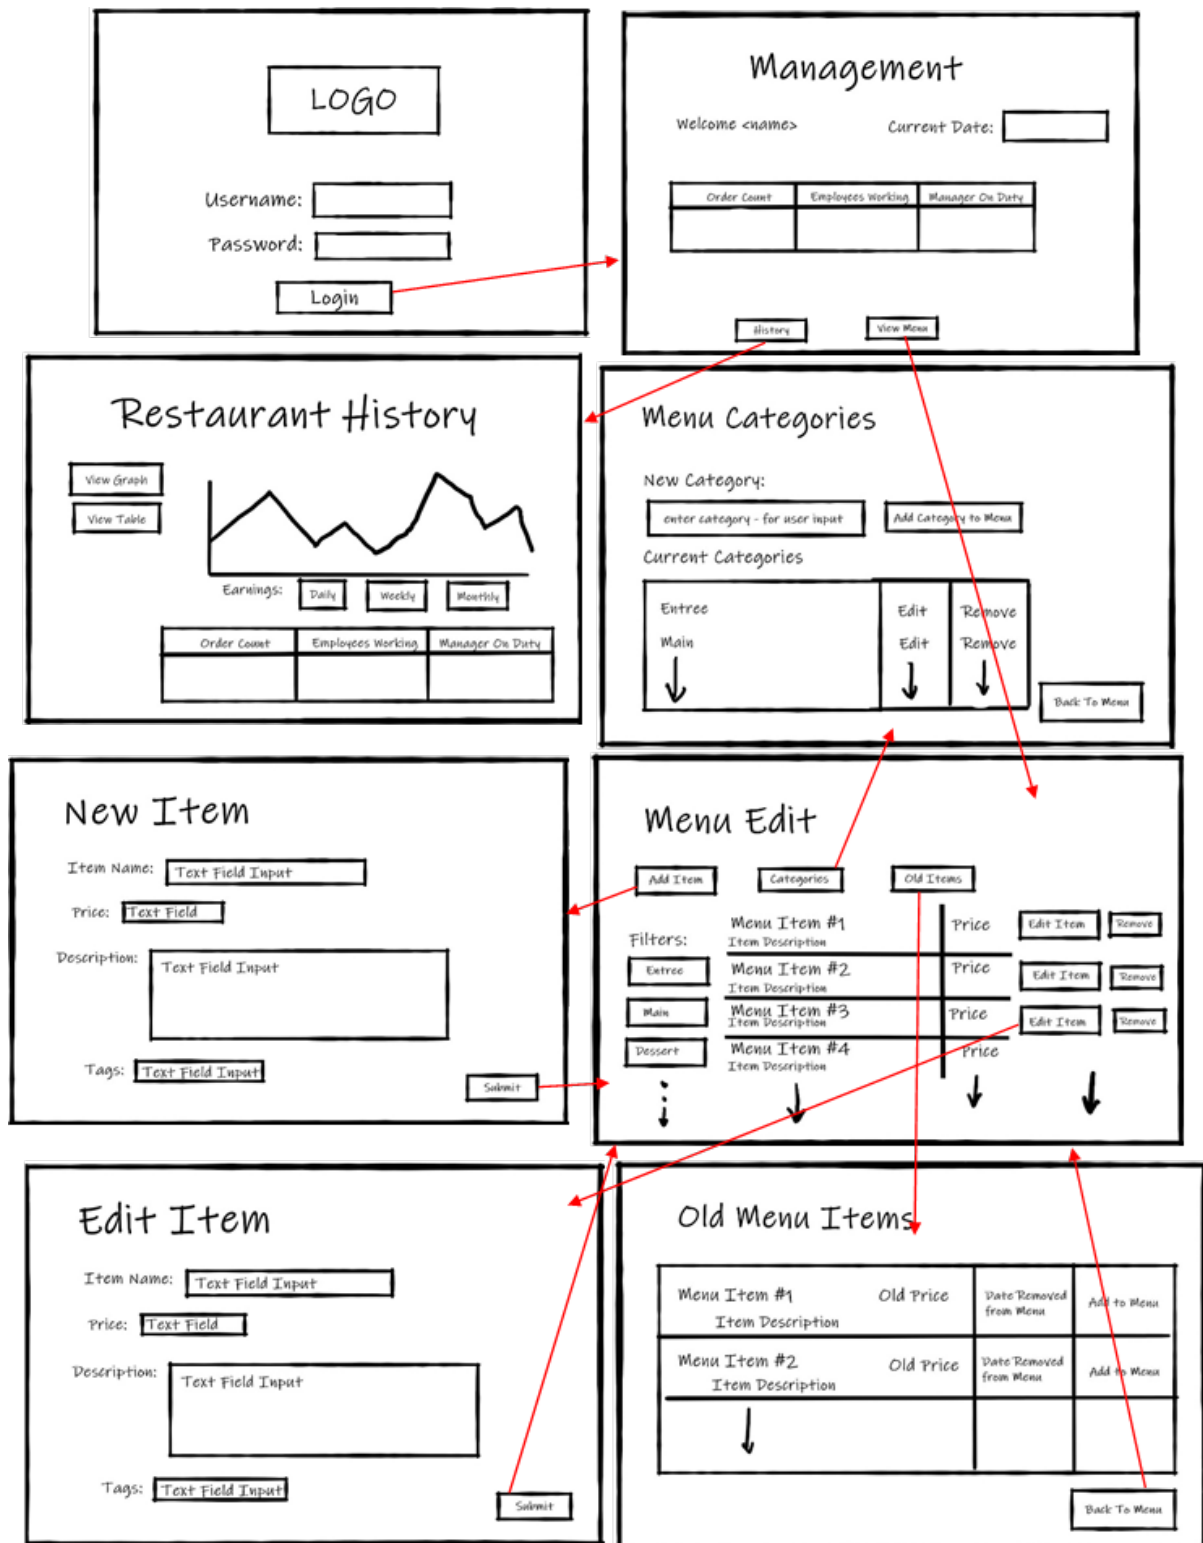 LOGO
Username:
Password:
Login
Management
Welcome <name>
Current Date:
Order Count Employees Working Manager On Duty
History
View Menu
Restaurant History
View Graph
View Table
Earnings: Daily Weekly Monthly
Order Count Employees Working Manager On Duty
Menu Categories
New Category:
enter category - for user input
Add Category to Menu
Current Categories
Entree Edit Remove
Main Edit Remove
Back To Menu
New Item
Item Name: Text Field Input
Price: Text Field
Description: Text Field Input
Tags: Text Field Input
Submit
Menu Edit
Add Item Categories Old Items
Filters:
Entree
Main
Dessert
Menu Item #1 Price Edit Item Remove
Item Description
Menu Item #2 Price Edit Item Remove
Item Description
Menu Item #3 Price Edit Item Remove
Item Description
Menu Item #4 Price
Item Description
Edit Item
Item Name: Text Field Input
Price: Text Field
Description: Text Field Input
Tags: Text Field Input
Submit
Old Menu Items
Menu Item #1 Old Price Date Removed Add to Menu
Item Description from Menu
Menu Item #2 Old Price Date Removed Add to Menu
Item Description from Menu
Back To Menu